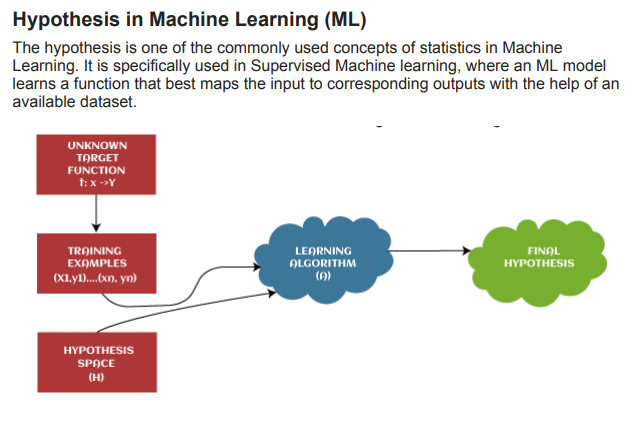 Hypothesis in Machine Learning (ML)
The hypothesis is one of the commonly used concepts of statistics in Machine
Learning. It is specifically used in Supervised Machine learning, where an ML model
learns a function that best maps the input to corresponding outputs with the help of an
available dataset.
UNKNOWN
TARGET
FUNCTION
f: x ->Y
TRAINING
EXAMPLES
(X1,y1)....(xn, yn)
HYPOTHESIS
SPACE
(H)
LEARNING
ALGORITHM
(A)
FINAL
HYPOTHESIS